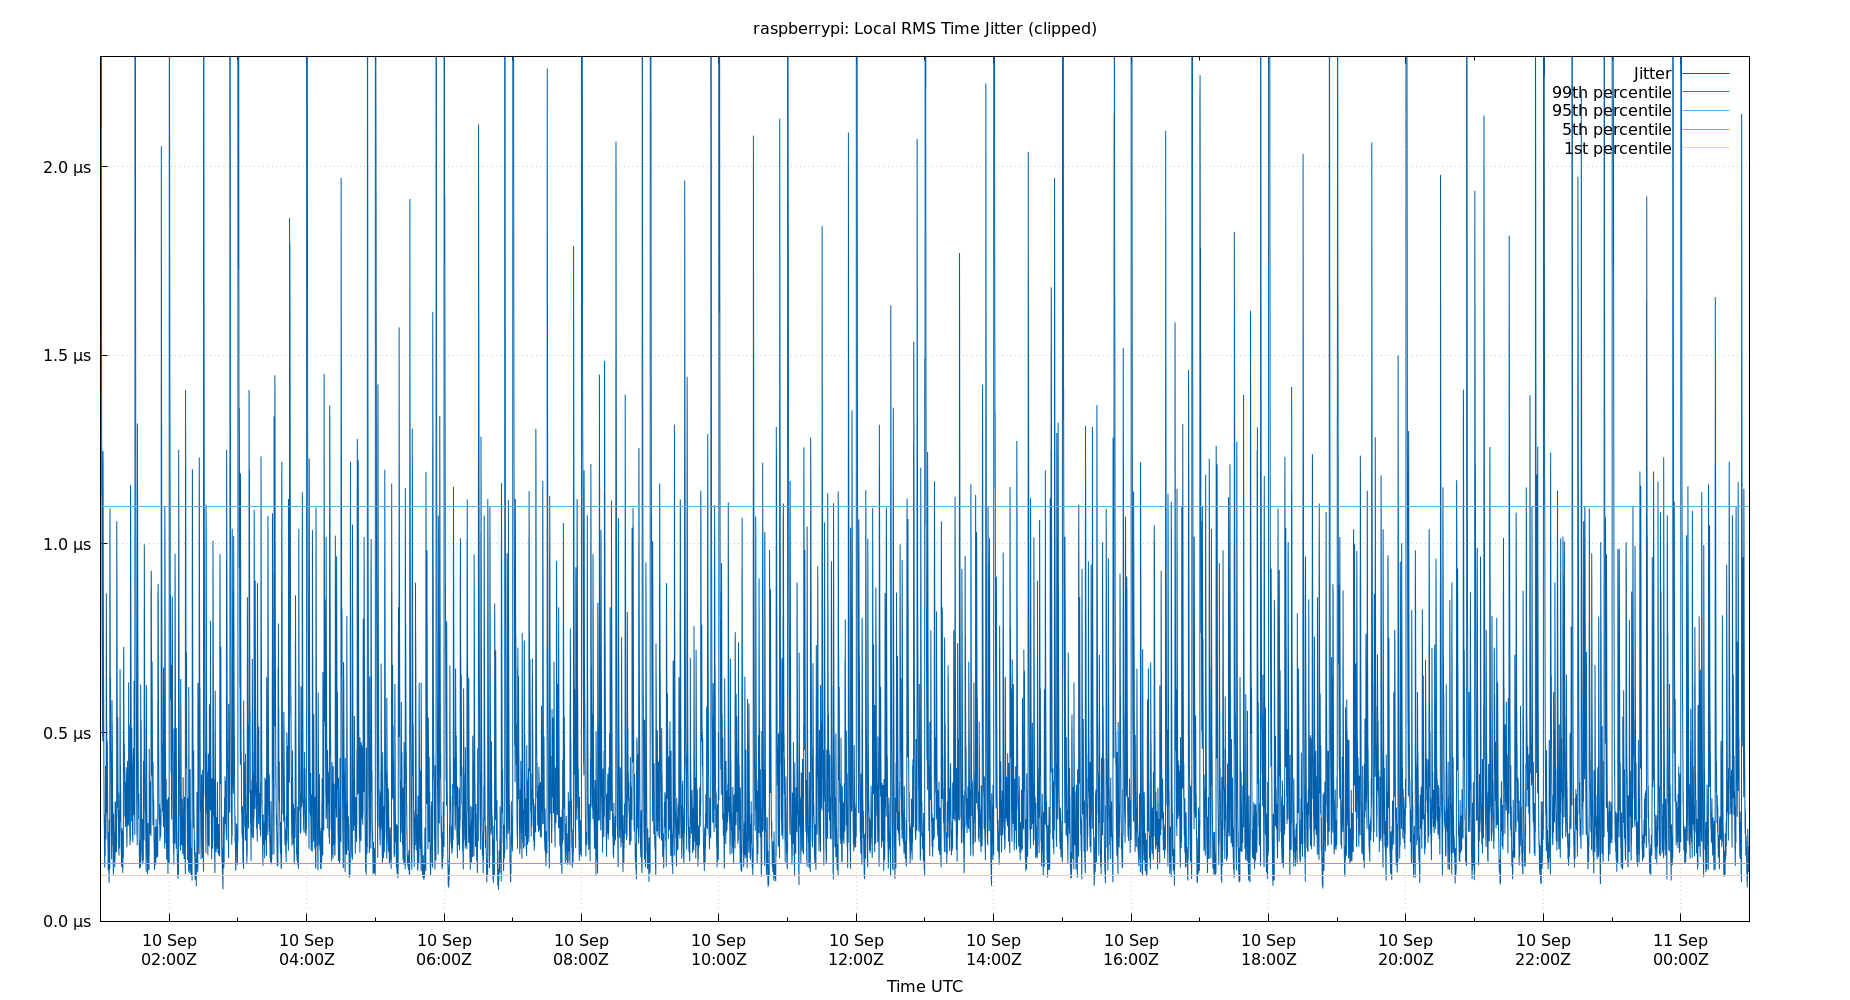 raspberrypi: Local RMS Time Jitter (clipped)
Jitter
99th percentile
95th percentile
5th percentile
1st percentile
2.0 µs
1.5 µs
1.0 µs
0.5 µs
0.0 µs
10 Sep 10 Sep 10 Sep 10 Sep 10 Sep 10 Sep 10 Sep 10 Sep 10 Sep 10 Sep 10 Sep 11 Sep
02:00Z 04:00Z 06:00Z 08:00Z 10:00Z 12:00Z 14:00Z 16:00Z 18:00Z 20:00Z 22:00Z 00:00Z
Time UTC